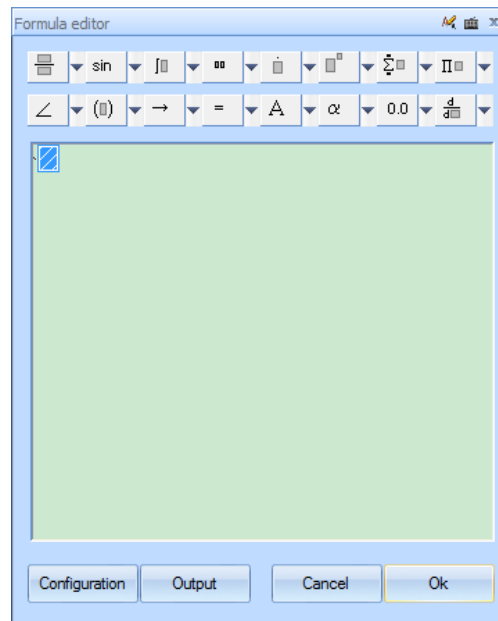 Formula editor
sin ∫ Σ Π
∠ () → = A α 0.0 d/d
Configuration Output Cancel Ok